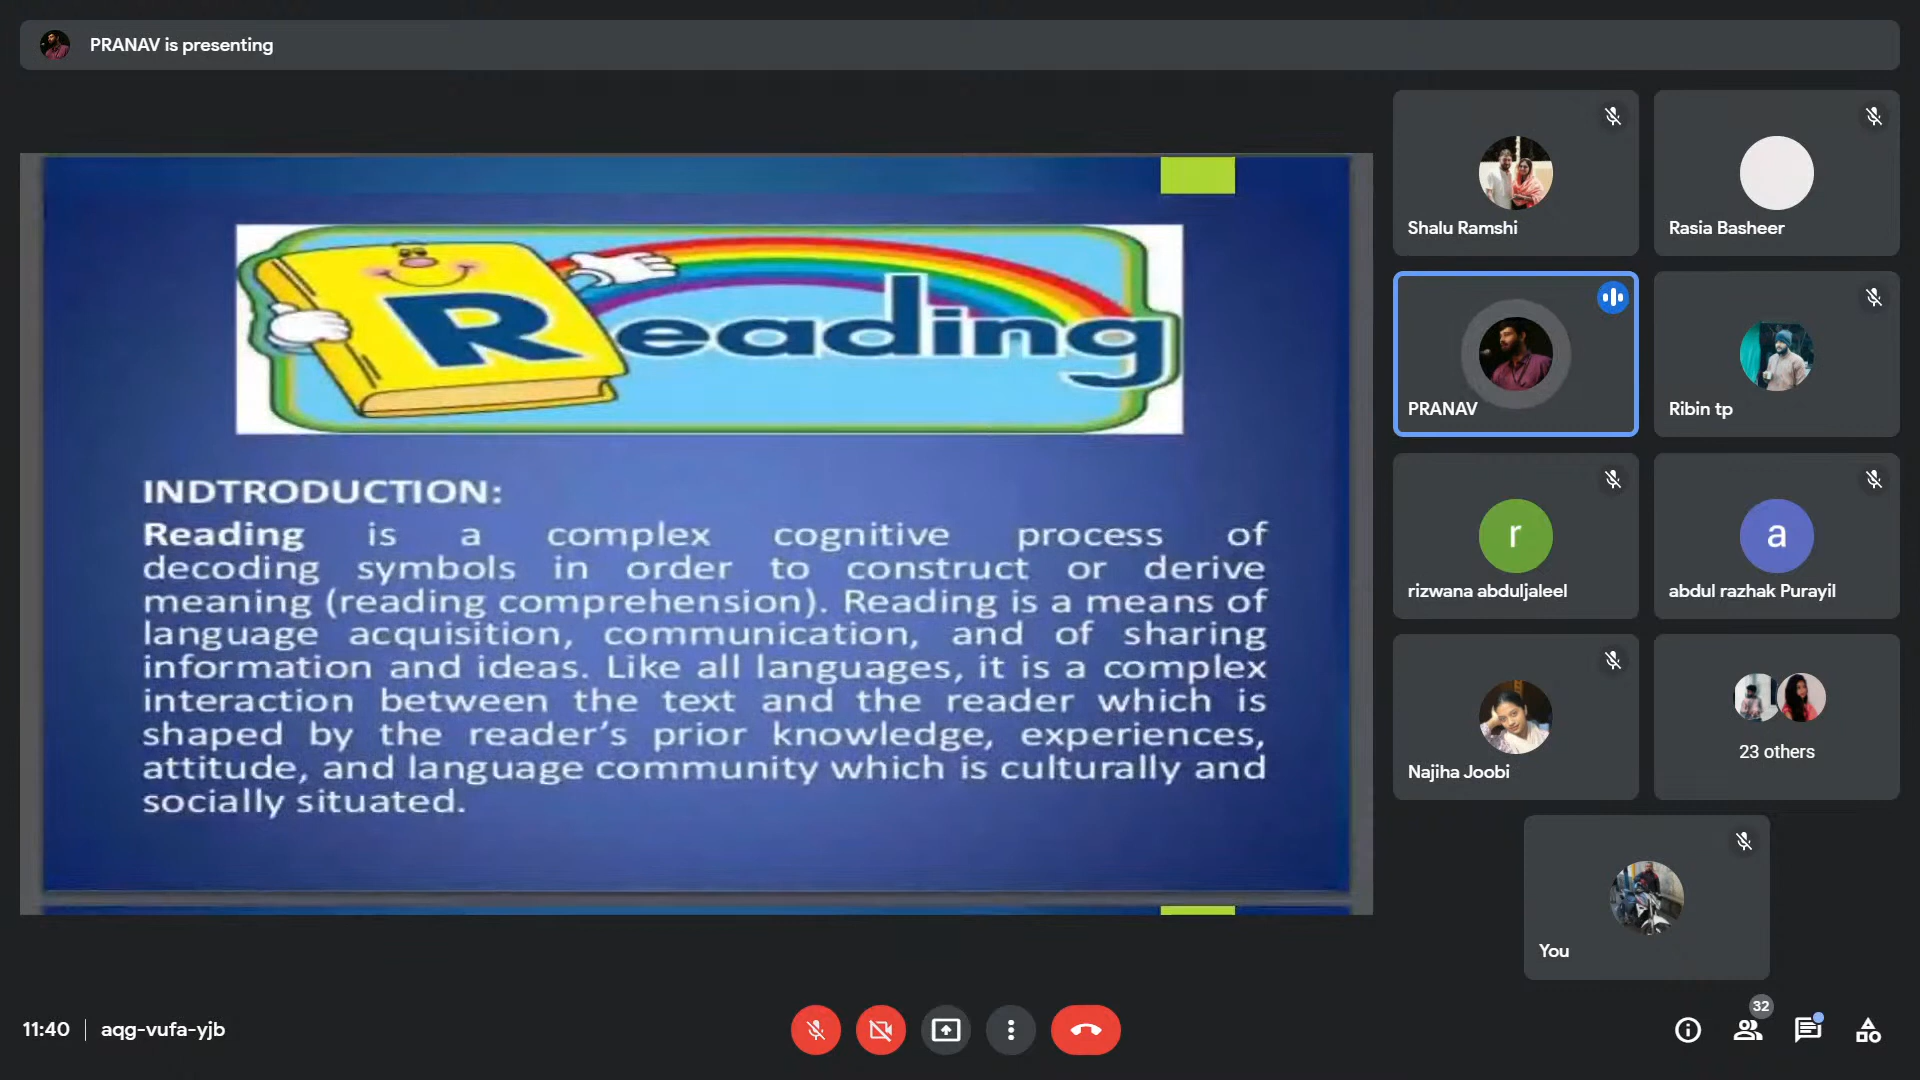 PRANAV is presenting
Reading
INDTRODUCTION:
Reading is a complex cognitive process of
decoding symbols in order to construct or derive
meaning (reading comprehension). Reading is a means of
language acquisition, communication, and of sharing
information and ideas. Like all languages, it is a complex
interaction between the text and the reader which is
shaped by the reader's prior knowledge, experiences,
attitude, and language community which is culturally and
socially situated.
Shalu Ramshi
Rasia Basheer
PRANAV
Ribin tp
r
rizwana abduljaleel
a
abdul razhak Purayil
Najiha Joobi
23 others
You
11:40
aqg-vufa-yjb
32